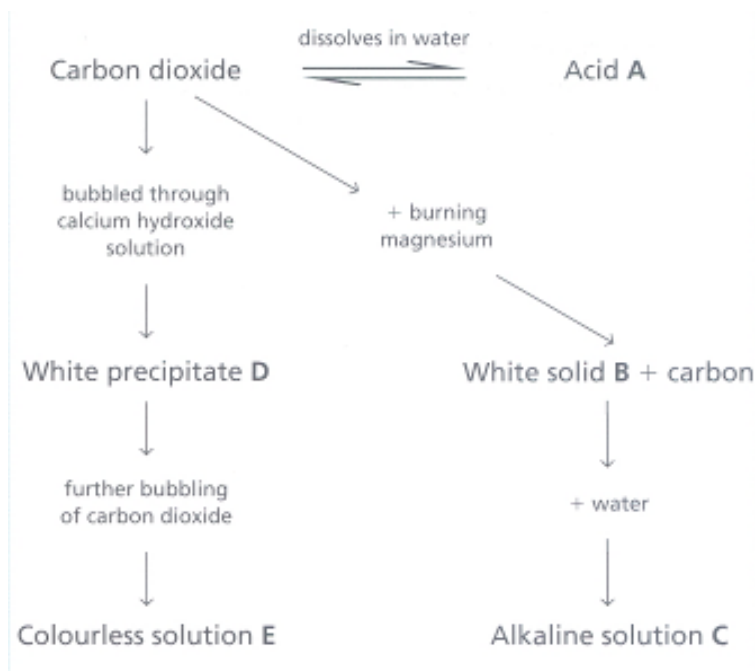 dissolves in water
Carbon dioxide
Acid A
bubbled through
calcium hydroxide
solution
+ burning
magnesium
White precipitate D
White solid B + carbon
further bubbling
of carbon dioxide
+ water
Colourless solution E
Alkaline solution C